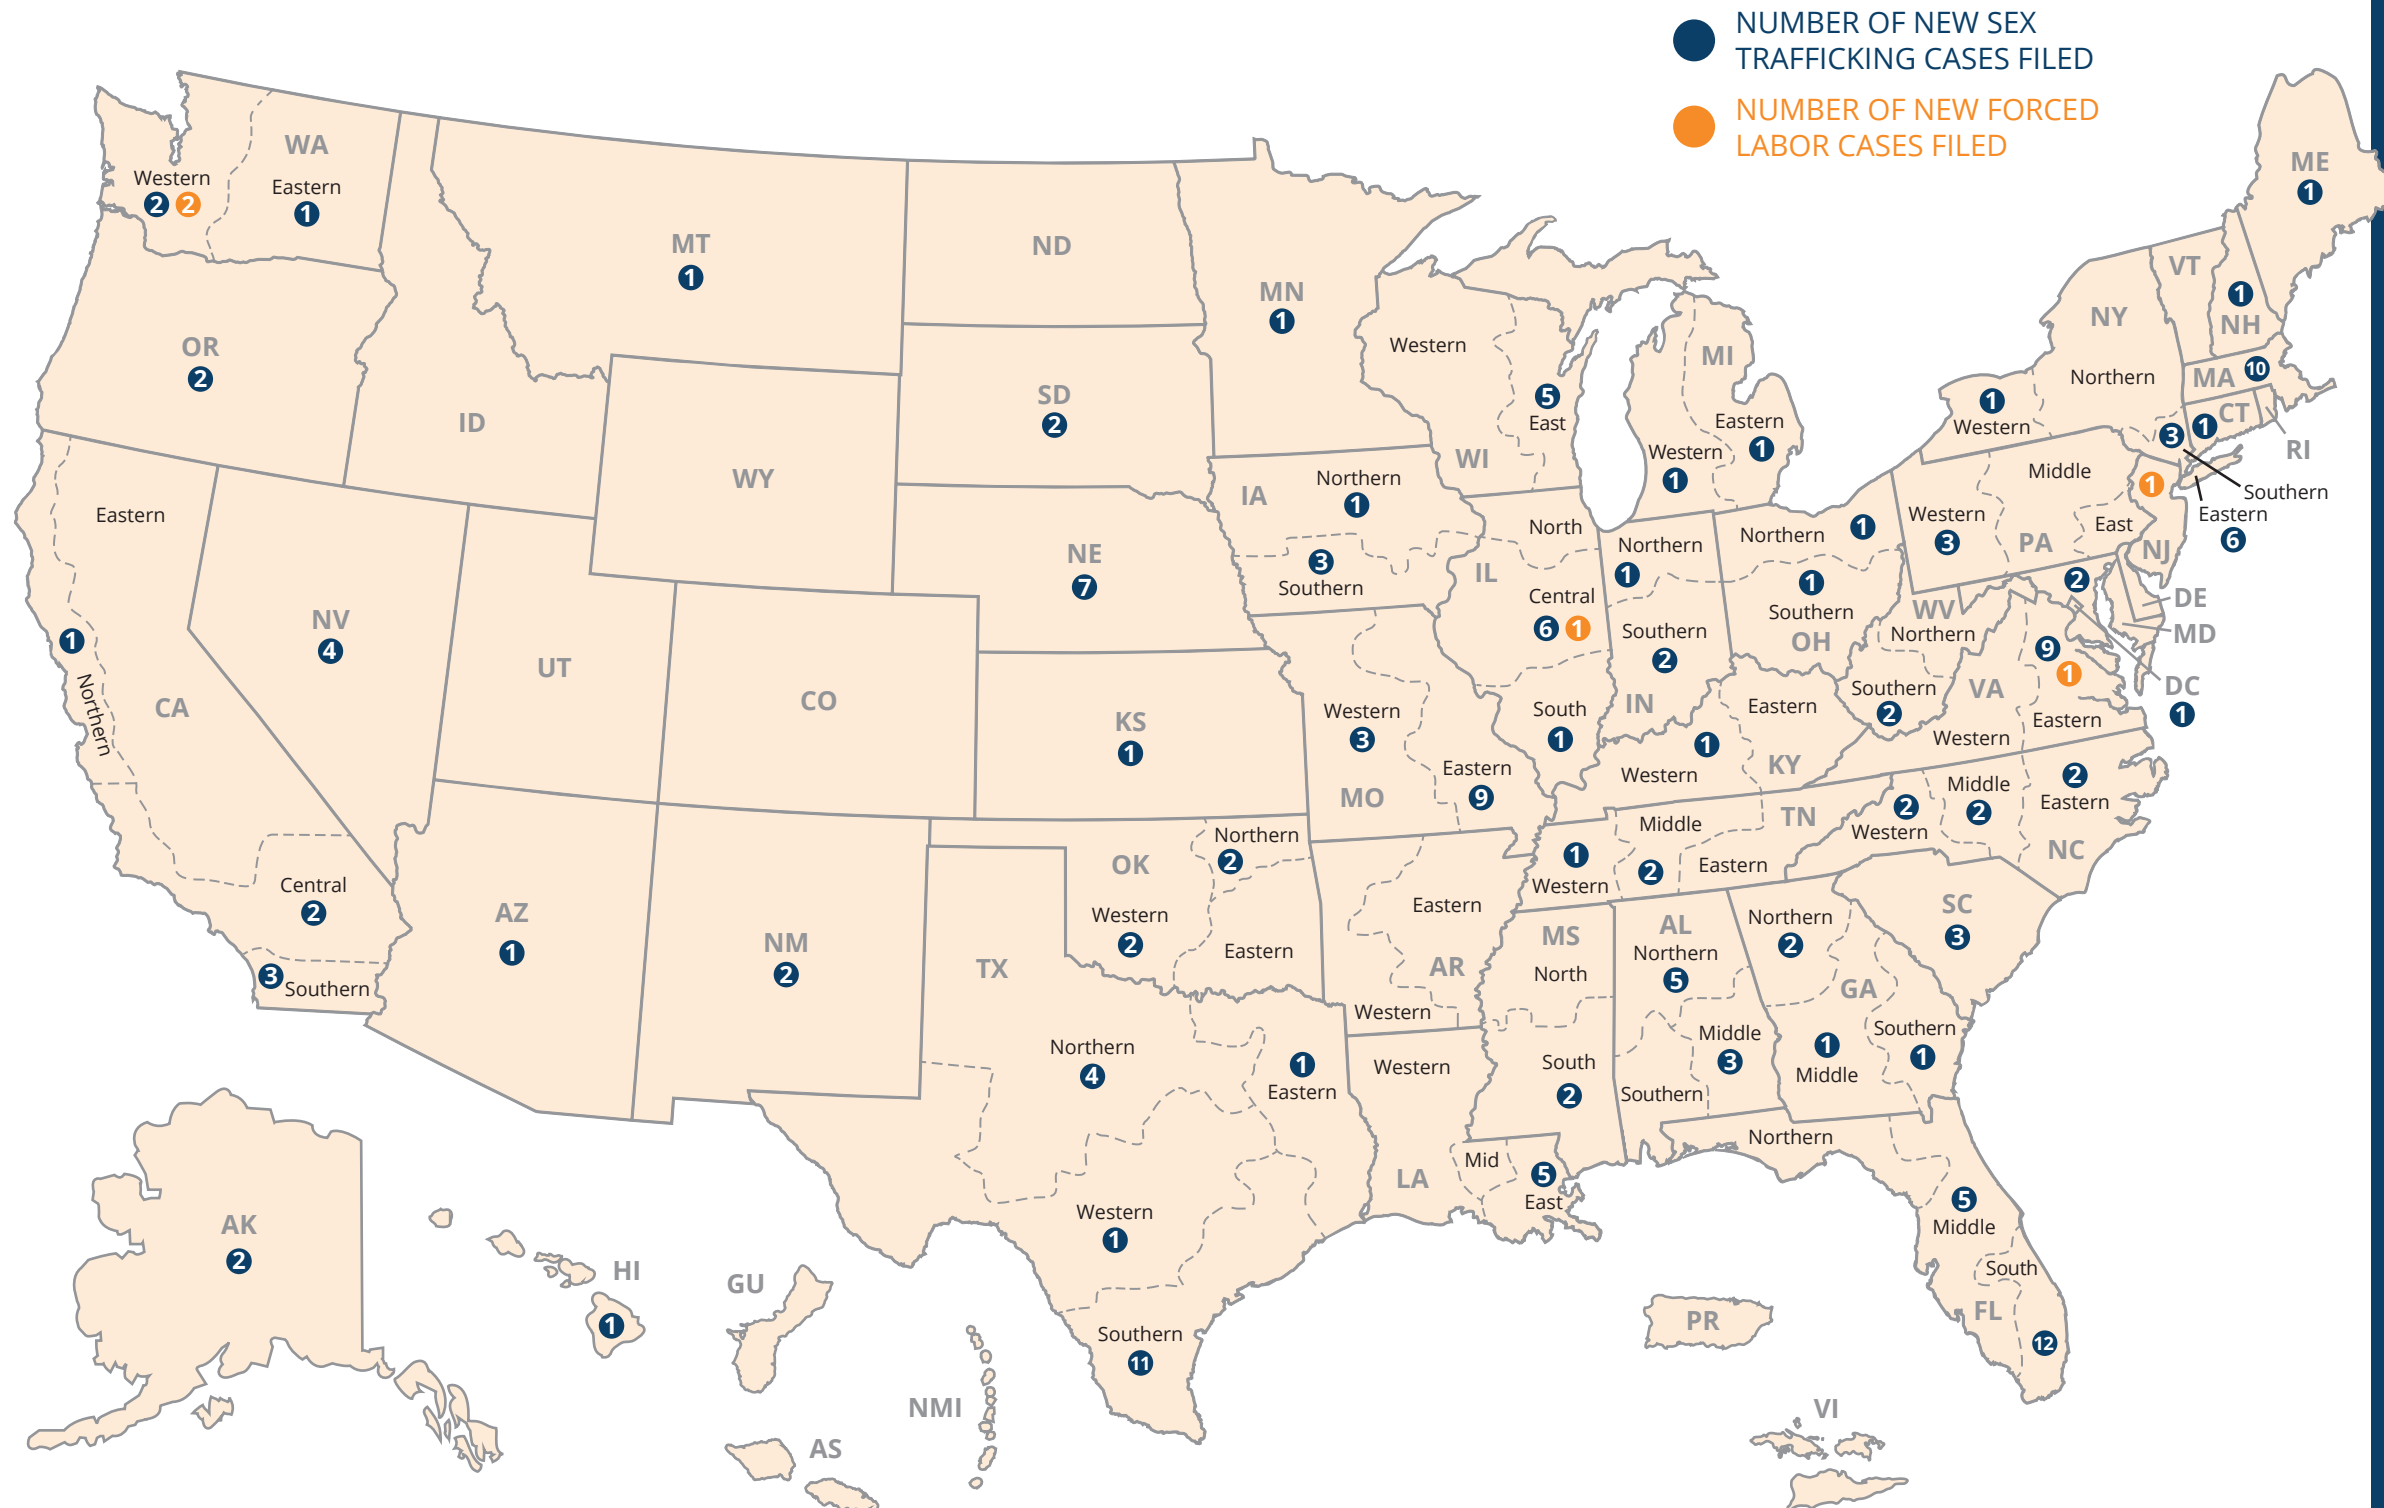 NUMBER OF NEW SEX
TRAFFICKING CASES FILED
NUMBER OF NEW FORCED
LABOR CASES FILED
WA
Western
2 2
Eastern
1
OR
2
ID
MT
1
ND
SD
2
WY
NE
7
MN
1
Western
5
East
WI
MI
Western
1
Eastern
1
ME
1
VT
1
NH
NY
Northern
1
Western
MA 10
1 CT
RI
3
Southern
Eastern
6
1
NJ
Middle
Western
3
PA
East
DE
MD
2
DC
1
Eastern
1
Northern
CA
Central
2
3
Southern
NV
4
UT
CO
KS
1
AZ
1
NM
2
IA
Northern
1
3
Southern
North
IL
Central
6 1
South
1
Northern
1
Southern
2
IN
Northern
1
1
Southern
OH
WV
Northern
Southern
2
VA
9
1
Eastern
Western
Eastern
KY
1
Western
Western
3
MO
Eastern
9
Middle
2
TN
Eastern
1
Western
2
Western
Middle
2
2
Eastern
NC
SC
3
OK
Northern
2
Western
2
Eastern
Eastern
AR
Western
MS
North
South
2
AL
Northern
5
Middle
3
Southern
Northern
2
GA
1
Middle
Southern
1
TX
Northern
4
1
Eastern
Western
1
Southern
11
Western
LA
Mid
5
East
Northern
5
Middle
South
FL
12
AK
2
HI
1
GU
AS
NMI
PR
VI